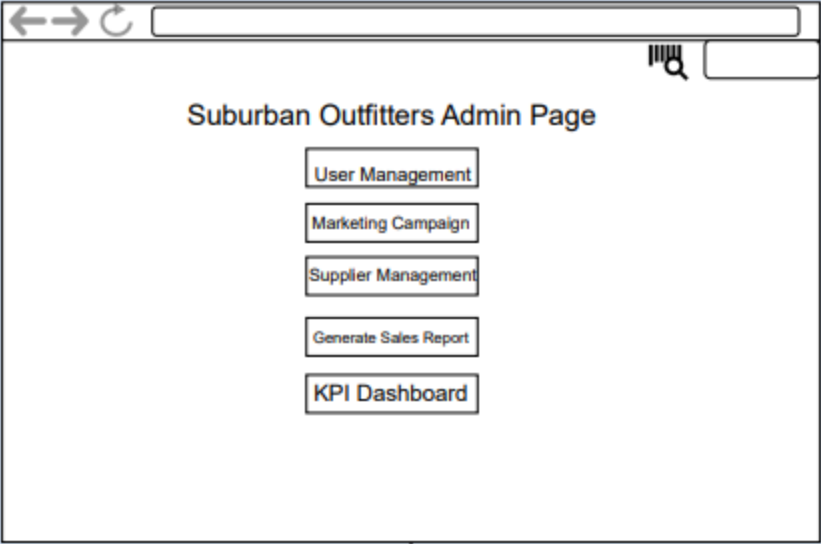 Suburban Outfitters Admin Page
User Management
Marketing Campaign
Supplier Management
Generate Sales Report
KPI Dashboard